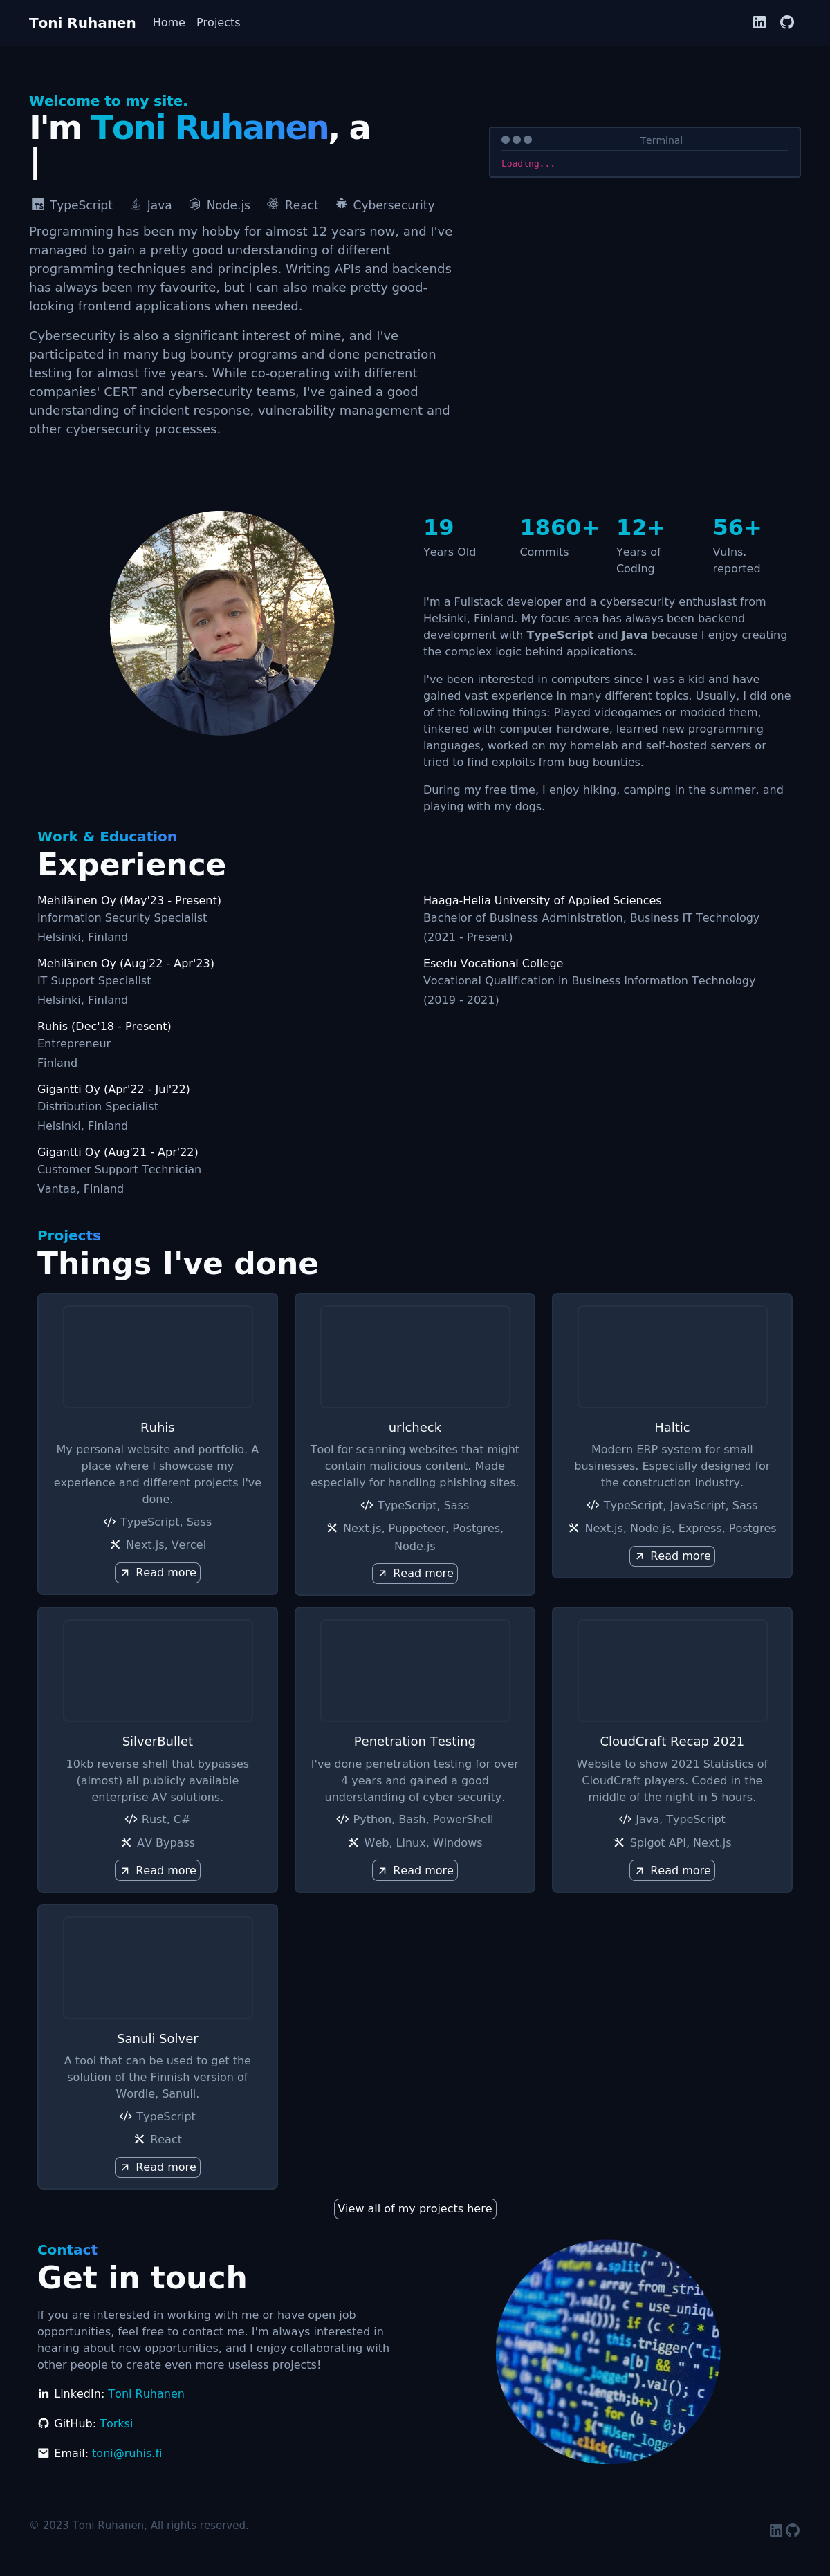 Toni Ruhanen Home Projects
Welcome to my site.
I'm Toni Ruhanen, a
Terminal
Loading...
TypeScript Java Node.js React Cybersecurity
Programming has been my hobby for almost 12 years now, and I've
managed to gain a pretty good understanding of different
programming techniques and principles. Writing APIs and backends
has always been my favourite, but I can also make pretty good-
looking frontend applications when needed.
Cybersecurity is also a significant interest of mine, and I've
participated in many bug bounty programs and done penetration
testing for almost five years. While co-operating with different
companies' CERT and cybersecurity teams, I've gained a good
understanding of incident response, vulnerability management and
other cybersecurity processes.
19 1860+ 12+ 56+
Years Old Commits Years of Vulns.
Coding reported
I'm a Fullstack developer and a cybersecurity enthusiast from
Helsinki, Finland. My focus area has always been backend
development with TypeScript and Java because I enjoy creating
the complex logic behind applications.
I've been interested in computers since I was a kid and have
gained vast experience in many different topics. Usually, I did one
of the following things: Played videogames or modded them,
tinkered with computer hardware, learned new programming
languages, worked on my homelab and self-hosted servers or
tried to find exploits from bug bounties.
During my free time, I enjoy hiking, camping in the summer, and
playing with my dogs.
Work & Education
Experience
Mehiläinen Oy (May'23 - Present)
Information Security Specialist
Helsinki, Finland
Mehiläinen Oy (Aug'22 - Apr'23)
IT Support Specialist
Helsinki, Finland
Ruhis (Dec'18 - Present)
Entrepreneur
Finland
Gigantti Oy (Apr'22 - Jul'22)
Distribution Specialist
Helsinki, Finland
Gigantti Oy (Aug'21 - Apr'22)
Customer Support Technician
Vantaa, Finland
Haaga-Helia University of Applied Sciences
Bachelor of Business Administration, Business IT Technology
(2021 - Present)
Esedu Vocational College
Vocational Qualification in Business Information Technology
(2019 - 2021)
Projects
Things I've done
Ruhis
My personal website and portfolio. A
place where I showcase my
experience and different projects I've
done.
TypeScript, Sass
Next.js, Vercel
Read more
urlcheck
Tool for scanning websites that might
contain malicious content. Made
especially for handling phishing sites.
TypeScript, Sass
Next.js, Puppeteer, Postgres,
Node.js
Read more
Haltic
Modern ERP system for small
businesses. Especially designed for
the construction industry.
TypeScript, JavaScript, Sass
Next.js, Node.js, Express, Postgres
Read more
SilverBullet
10kb reverse shell that bypasses
(almost) all publicly available
enterprise AV solutions.
Rust, C#
AV Bypass
Read more
Penetration Testing
I've done penetration testing for over
4 years and gained a good
understanding of cyber security.
Python, Bash, PowerShell
Web, Linux, Windows
Read more
CloudCraft Recap 2021
Website to show 2021 Statistics of
CloudCraft players. Coded in the
middle of the night in 5 hours.
Java, TypeScript
Spigot API, Next.js
Read more
Sanuli Solver
A tool that can be used to get the
solution of the Finnish version of
Wordle, Sanuli.
TypeScript
React
Read more
View all of my projects here
Contact
Get in touch
If you are interested in working with me or have open job
opportunities, feel free to contact me. I'm always interested in
hearing about new opportunities, and I enjoy collaborating with
other people to create even more useless projects!
LinkedIn: Toni Ruhanen
GitHub: Torksi
Email: toni@ruhis.fi
© 2023 Toni Ruhanen, All rights reserved.